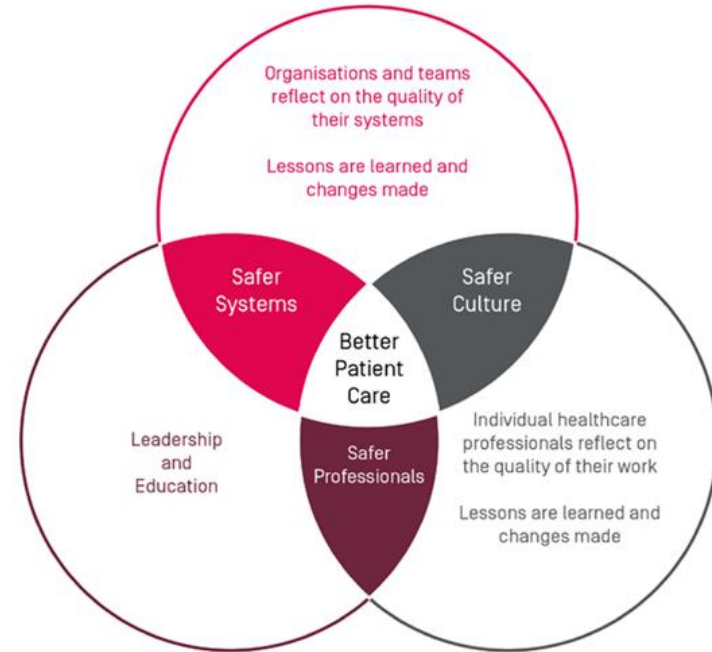 Organisations and teams
reflect on the quality of
their systems
Lessons are learned and
changes made
Safer
Systems
Safer
Culture
Better
Patient
Care
Leadership
and
Education
Safer
Professionals
Individual healthcare
professionals reflect on
the quality of their work
Lessons are learned and
changes made